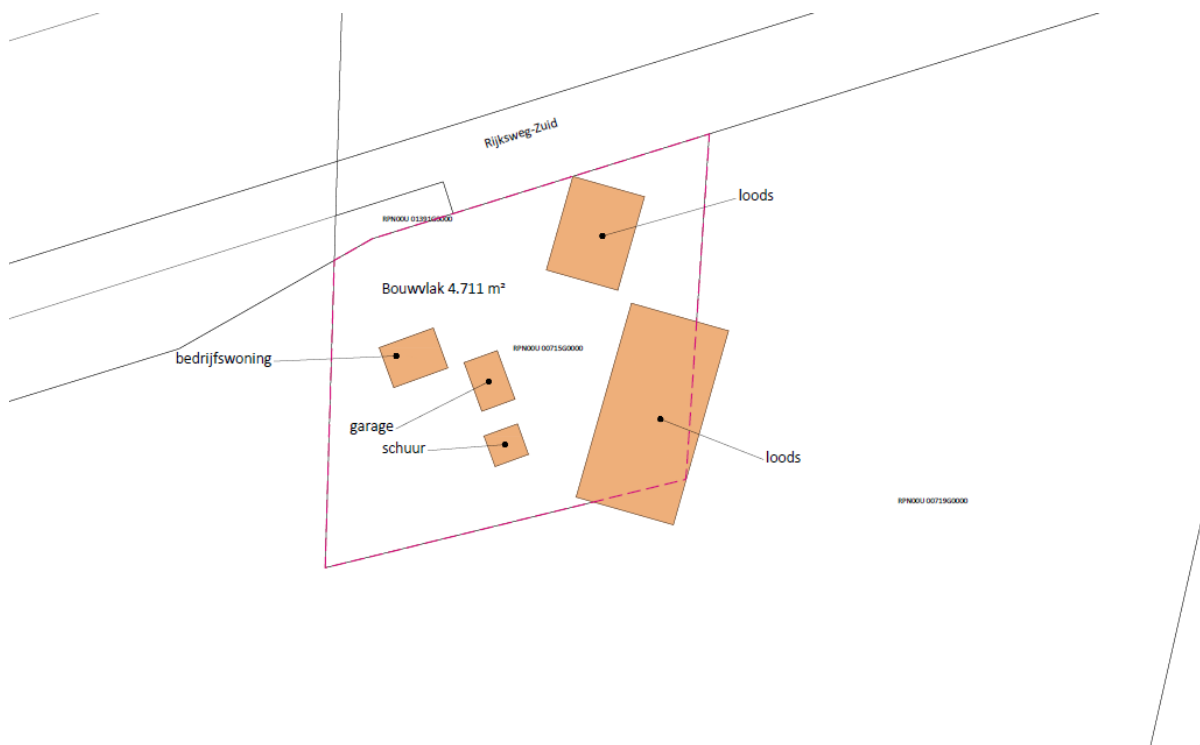 Rijksweg-Zuid
loods
RPN00U 01391G0000
Bouwvlak 4.711 m²
RPN00U 00715G0000
bedrijfswoning
garage
schuur
loods
RPN00U 00719G0000